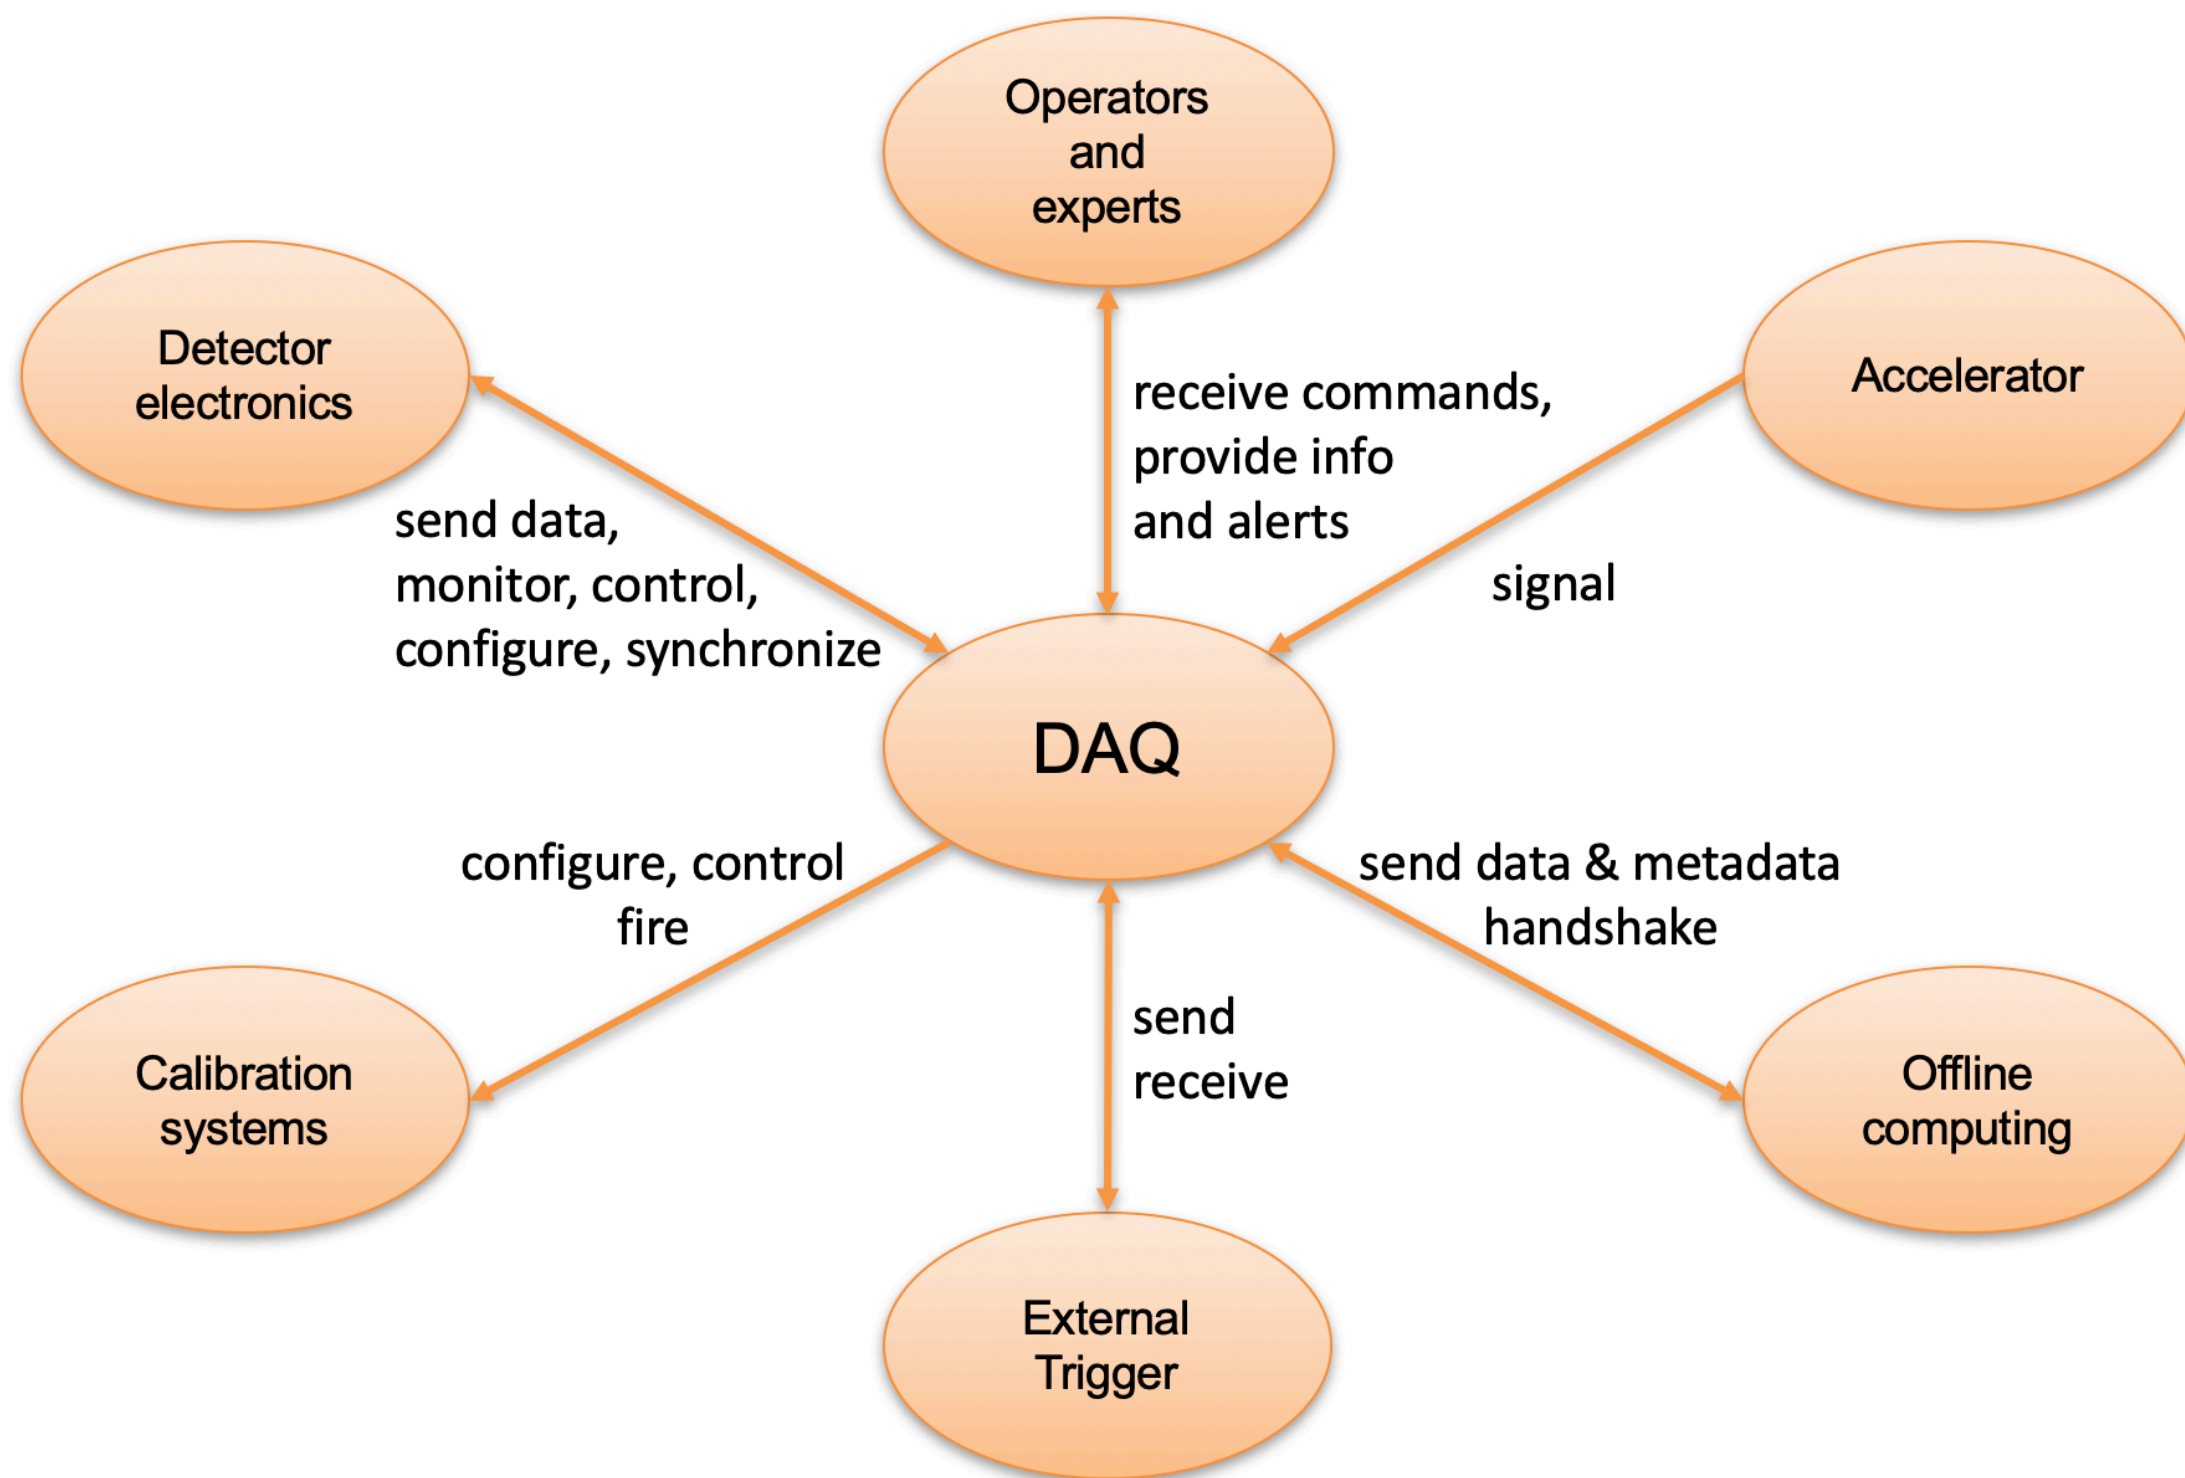 Operators
and
experts
Detector
electronics
Accelerator
receive commands,
provide info
and alerts
send data,
monitor, control,
configure, synchronize
signal
DAQ
configure, control
fire
send data & metadata
handshake
send
receive
Calibration
systems
Offline
computing
External
Trigger